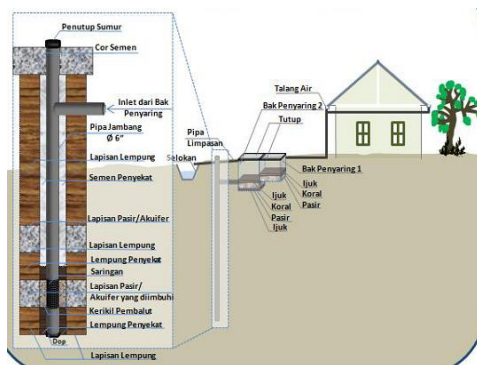 Penutup Sumur
Cor Semen
Inlet dari Bak
Penyaring
Pipa Jambang
Ø 6"
Lapisan Lempung
Semen Penyekat
Lapisan Pasir/Akuifer
Lapisan Lempung
Lempung Penyekat
Saringan
Lapisan Pasir/
Akuifer yang diimbuhi
Kerikil Pembalut
Lempung Penyekat
Dop
Lapisan Lempung
Talang Air
Bak Penyaring 2
Tutup
Pipa
Limpasan
Selokan
Bak Penyaring 1
Ijuk
Koral
Pasir
Ijuk
Koral
Pasir
Ijuk